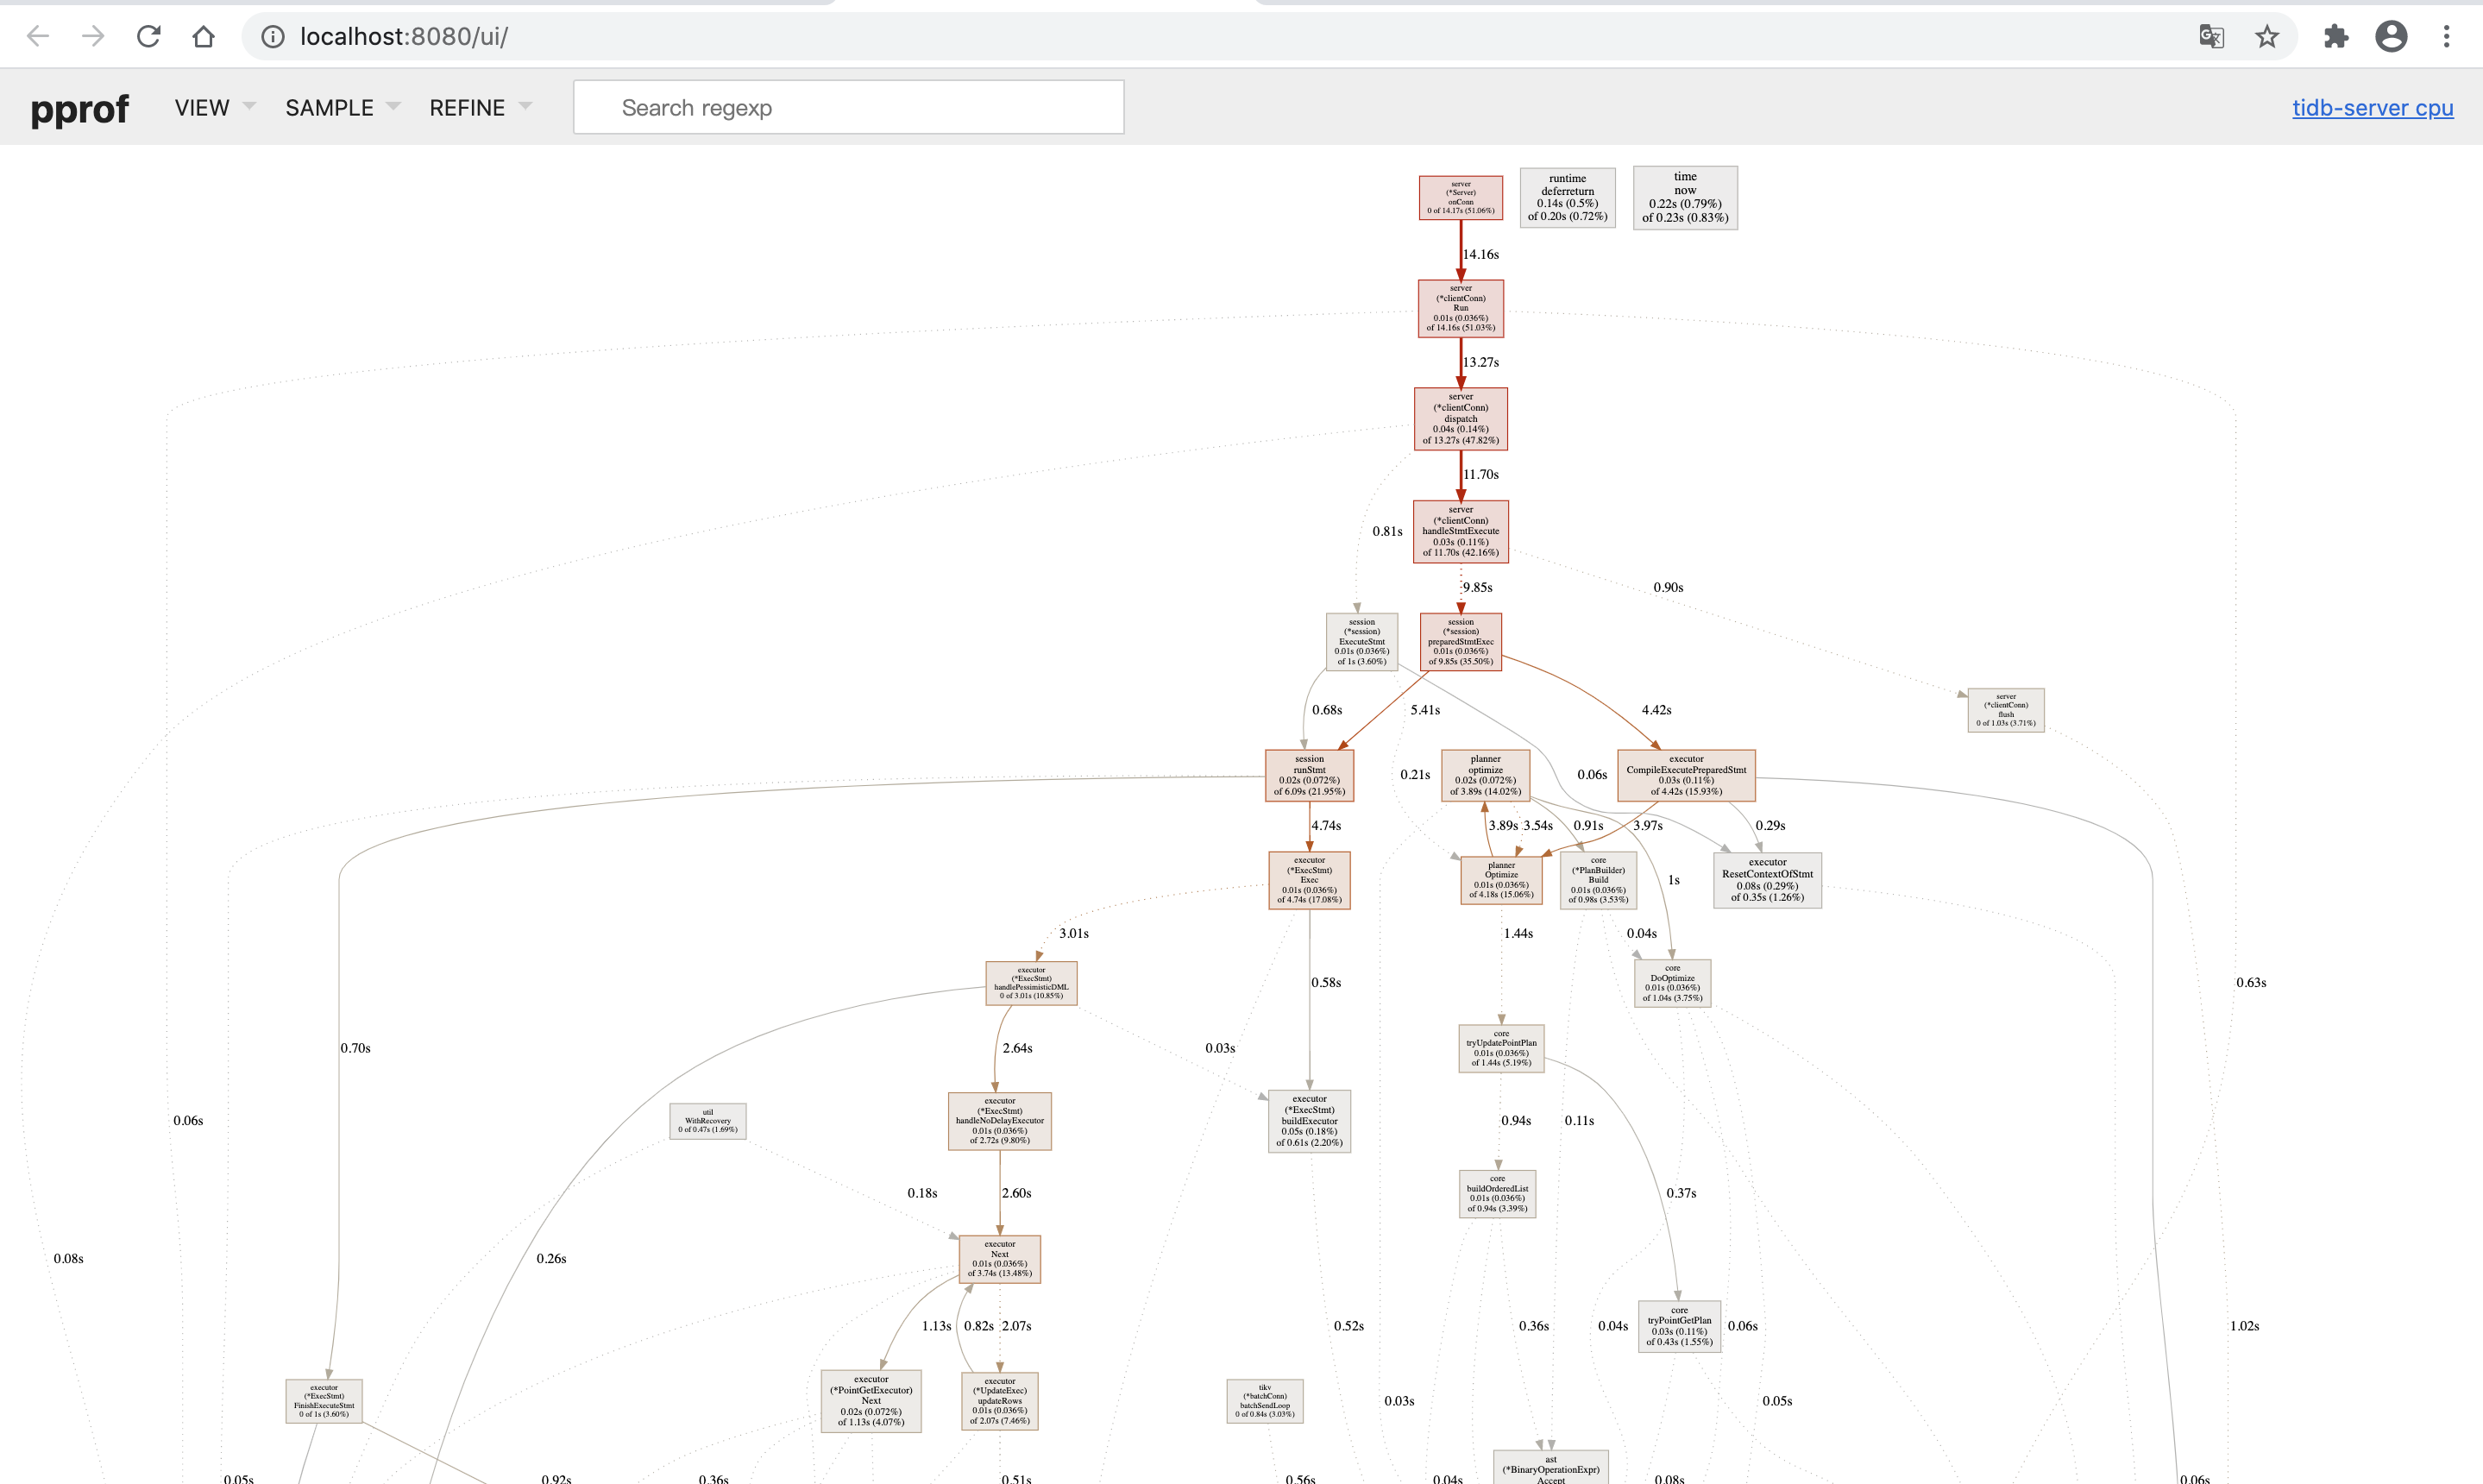 localhost:8080/ui/
pprof
VIEW
SAMPLE
REFINE
Search regexp
tidb-server cpu
server
(*Server)
onConn
0 of 14.17s (51.06%)
runtime
deferreturn
0.14s (0.5%)
of 0.20s (0.72%)
time
now
0.22s (0.79%)
of 0.23s (0.83%)
14.16s
server
(*clientConn)
Run
0.01s (0.036%)
of 14.16s (51.03%)
13.27s
server
(*clientConn)
dispatch
0.04s (0.14%)
of 13.27s (47.82%)
11.70s
server
(*clientConn)
handleStmtExecute
0.03s (0.11%)
of 11.70s (42.16%)
0.81s
9.85s
0.90s
session
(*session)
ExecuteStmt
0.01s (0.036%)
of 1s (3.60%)
session
(*session)
preparedStmtExec
0.01s (0.036%)
of 9.85s (35.50%)
server
(*clientConn)
flush
0 of 1.03s (3.71%)
0.68s
5.41s
4.42s
session
runStmt
0.02s (0.072%)
of 6.09s (21.95%)
0.21s
planner
optimize
0.02s (0.072%)
of 3.89s (14.02%)
0.06s
executor
CompileExecutePreparedStmt
0.03s (0.11%)
of 4.42s (15.93%)
4.74s
3.89s
3.54s
0.91s
3.97s
0.29s
executor
(*ExecStmt)
Exec
0.01s (0.036%)
of 4.74s (17.08%)
planner
Optimize
0.01s (0.036%)
of 4.18s (15.06%)
core
(*PlanBuilder)
Build
0.01s (0.036%)
of 0.98s (3.53%)
1s
executor
ResetContextOfStmt
0.08s (0.29%)
of 0.35s (1.26%)
3.01s
1.44s
0.04s
executor
(*ExecStmt)
handlePessimisticDML
0 of 3.01s (10.85%)
0.58s
core
DoOptimize
0.01s (0.036%)
of 1.04s (3.75%)
0.63s
0.70s
2.64s
0.03s
core
tryUpdatePointPlan
0.01s (0.036%)
of 1.44s (5.19%)
0.06s
util
WithRecovery
0 of 0.47s (1.69%)
executor
(*ExecStmt)
handleNoDelayExecutor
0.01s (0.036%)
of 2.72s (9.80%)
executor
(*ExecStmt)
buildExecutor
0.05s (0.18%)
of 0.61s (2.20%)
0.94s
0.11s
0.18s
2.60s
core
buildOrderedList
0.01s (0.036%)
of 0.94s (3.39%)
0.37s
0.08s
0.26s
executor
Next
0.01s (0.036%)
of 3.74s (13.48%)
1.13s
0.82s
2.07s
0.52s
0.36s
0.04s
core
tryPointGetPlan
0.03s (0.11%)
of 0.43s (1.55%)
0.06s
1.02s
executor
(*ExecStmt)
FinishExecuteStmt
0 of 1s (3.60%)
executor
(*PointGetExecutor)
Next
0.02s (0.072%)
of 1.13s (4.07%)
executor
(*UpdateExec)
updateRows
0.01s (0.036%)
of 2.07s (7.46%)
tikv
(*batchConn)
batchSendLoop
0 of 0.84s (3.03%)
0.03s
0.05s
ast
(*BinaryOperationExpr)
Accept
0.05s
0.92s
0.36s
0.51s
0.56s
0.04s
0.08s
0.06s